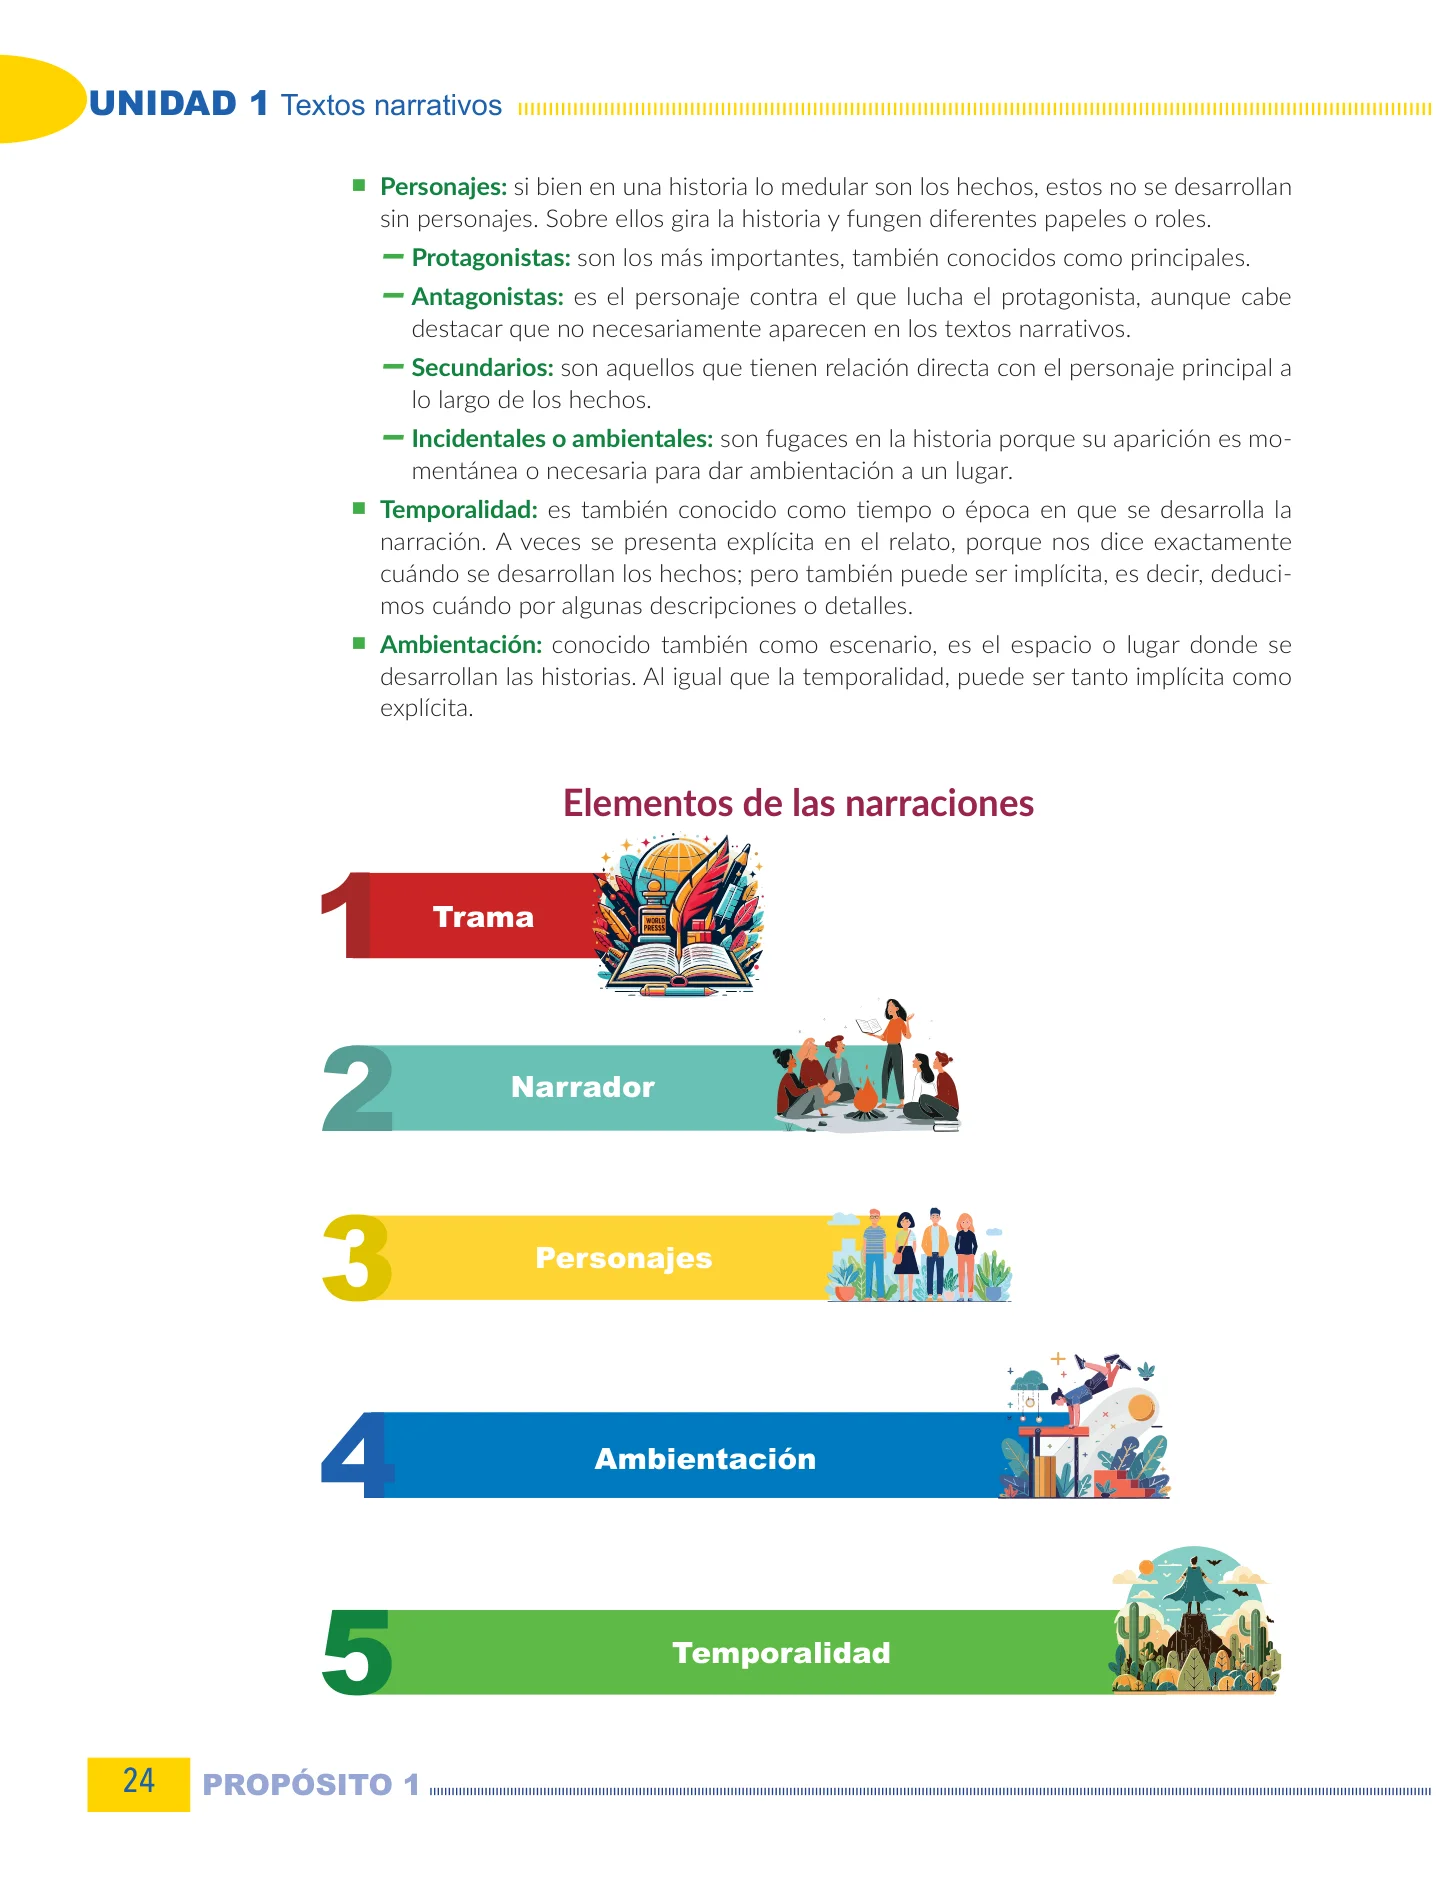 UNIDAD 1 Textos narrativos
Personajes: si bien en una historia lo medular son los hechos, estos no se desarrollan
sin personajes. Sobre ellos gira la historia y fungen diferentes papeles o roles.
Protagonistas: son los más importantes, también conocidos como principales.
Antagonistas: es el personaje contra el que lucha el protagonista, aunque cabe
destacar que no necesariamente aparecen en los textos narrativos.
Secundarios: son aquellos que tienen relación directa con el personaje principal a
lo largo de los hechos.
Incidentales o ambientales: son fugaces en la historia porque su aparición es mo-
mentánea o necesaria para dar ambientación a un lugar.
Temporalidad: es también conocido como tiempo o época en que se desarrolla la
narración. A veces se presenta explícita en el relato, porque nos dice exactamente
cuándo se desarrollan los hechos; pero también puede ser implícita, es decir, deduci-
mos cuándo por algunas descripciones o detalles.
Ambientación: conocido también como escenario, es el espacio o lugar donde se
desarrollan las historias. Al igual que la temporalidad, puede ser tanto implícita como
explícita.
Elementos de las narraciones
1 Trama
WORLD
PRESSS
2 Narrador
3 Personajes
4 Ambientación
5 Temporalidad
24 PROPÓSITO 1